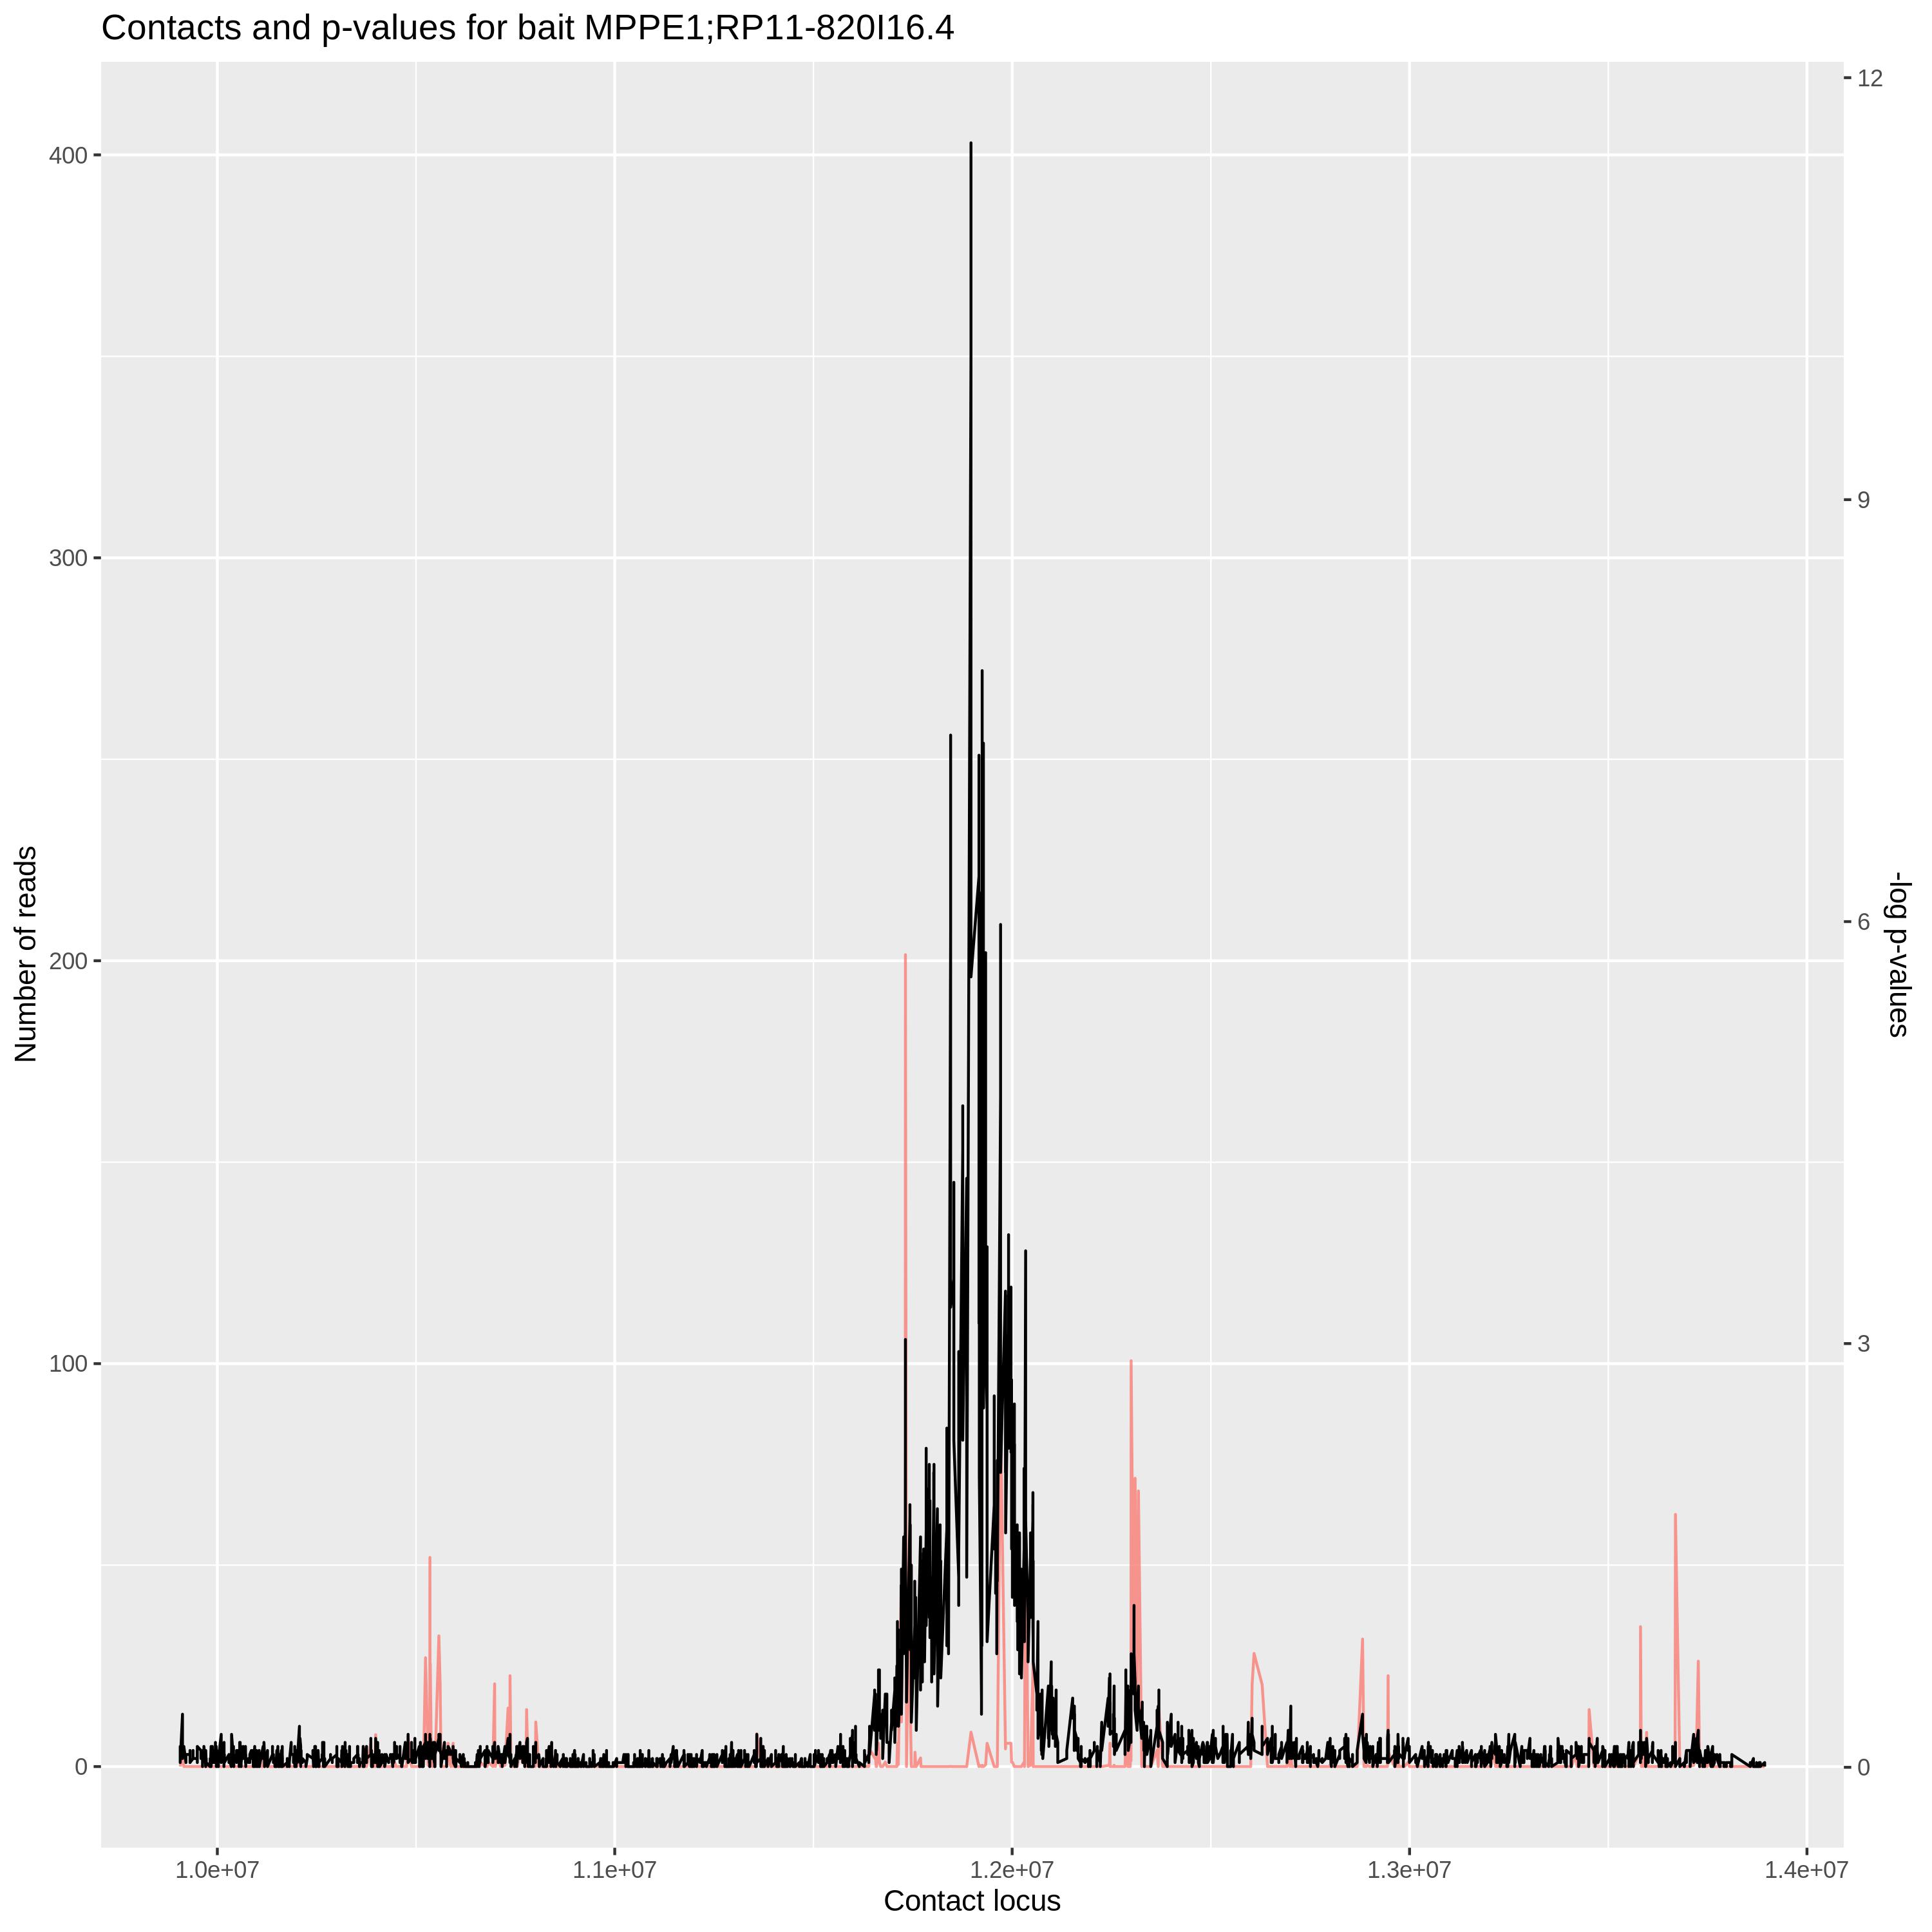 Contacts and p-values for bait MPPE1;RP11-820I16.4
400
300
200
100
0
Number of reads
12
9
6
3
0
-log p-values
1.0e+07
1.1e+07
1.2e+07
1.3e+07
1.4e+07
Contact locus